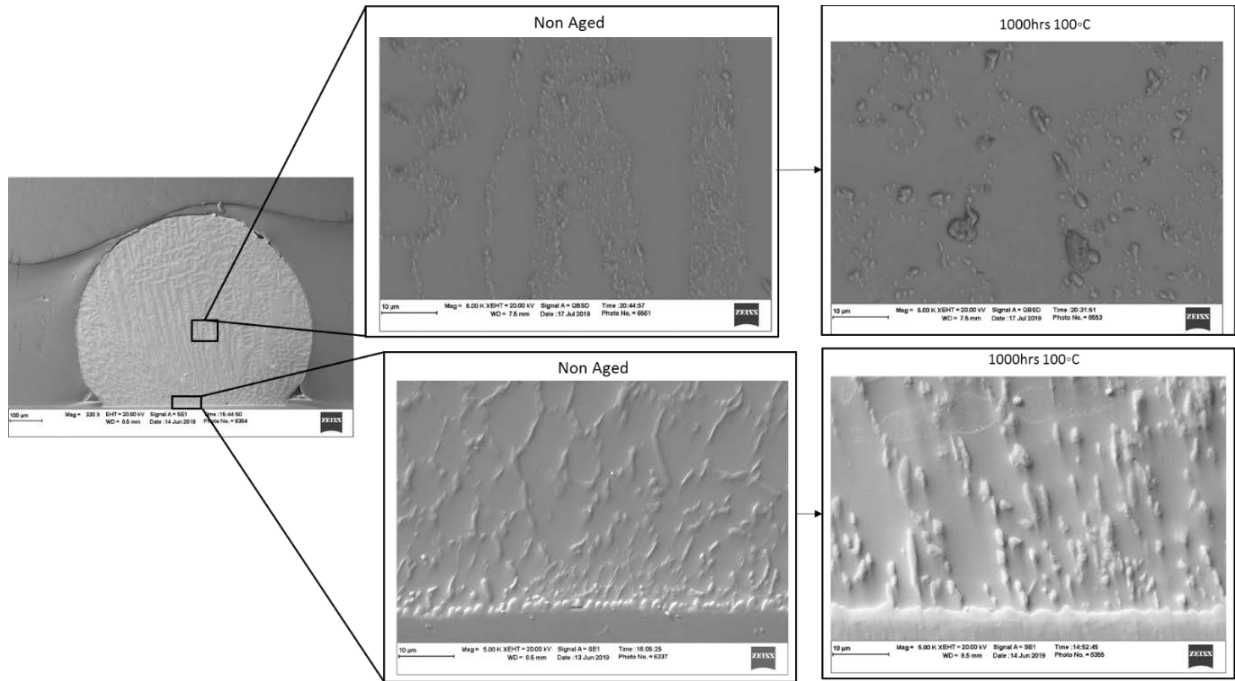 Non Aged
1000hrs 100◦C
10 µm Mag = 5.00 K X EHT = 20.00 kV Signal A = QBSD Time :20:44:57
WD = 7.5 mm Date :17 Jul 2019 Photo No. = 6561
ZEISS
10 µm Mag = 5.00 K X EHT = 20.00 kV Signal A = QBSD Time :20:31:51
WD = 7.5 mm Date :17 Jul 2019 Photo No. = 6553
ZEISS
100 µm Mag = 330 X EHT = 20.00 kV Signal A = SE1 Time :15:44:50
WD = 8.5 mm Date :14 Jun 2019 Photo No. = 6364
ZEISS
Non Aged
1000hrs 100◦C
10 µm Mag = 5.00 K X EHT = 20.00 kV Signal A = SE1 Time :16:05:25
WD = 8.5 mm Date :13 Jun 2019 Photo No. = 6337
ZEISS
10 µm Mag = 5.00 K X EHT = 20.00 kV Signal A = SE1 Time :14:52:45
WD = 8.5 mm Date :14 Jun 2019 Photo No. = 6355
ZEISS